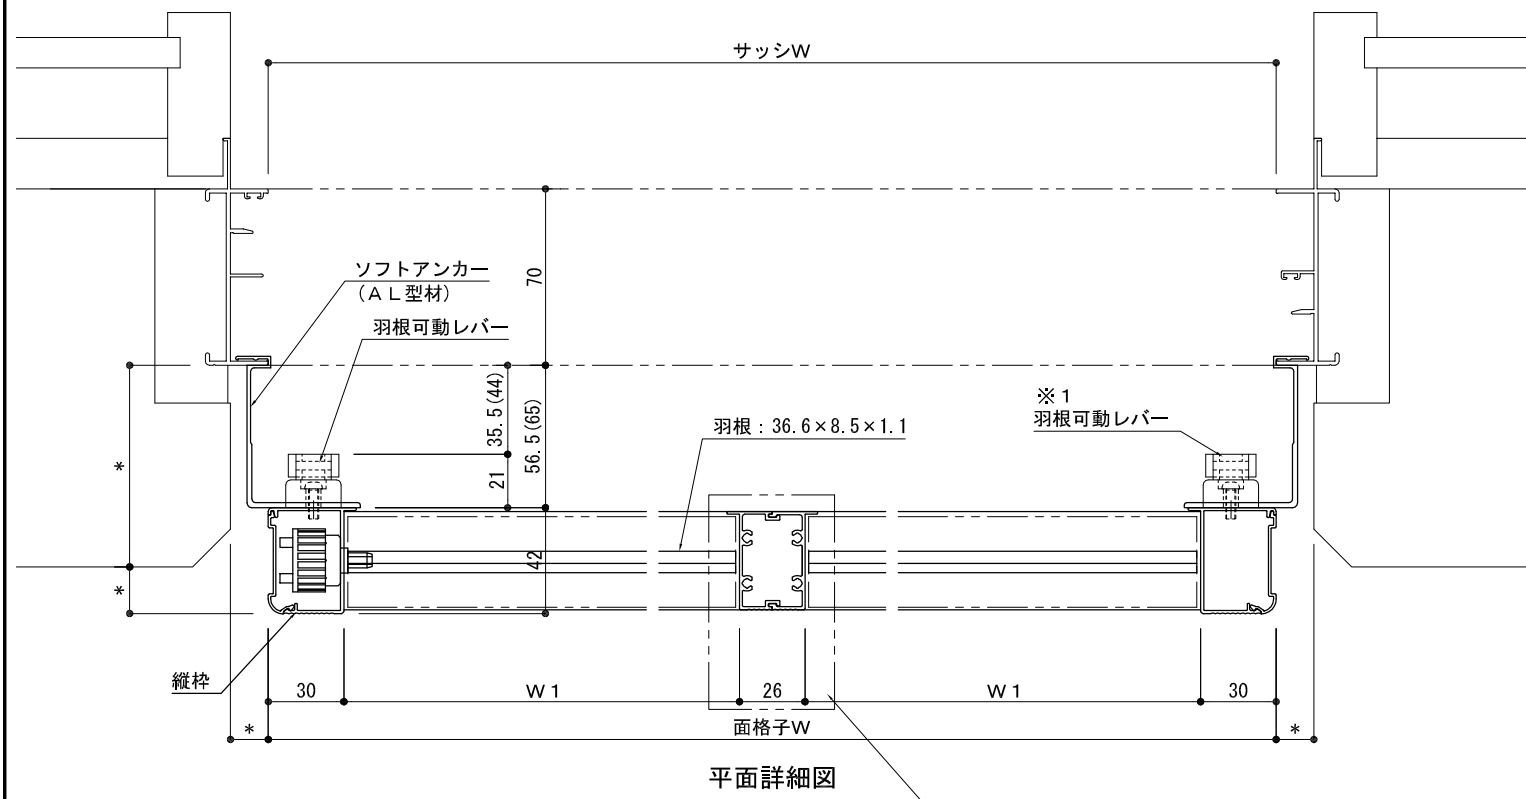 サッシW
70
ソフトアンカー
(AL型材)
羽根可動レバー
35.5(44)
56.5(65)
21
42
羽根：36.6×8.5×1.1
※1
羽根可動レバー
*
*
縦枠
30
W1
26
W1
30
*
面格子W
*
平面詳細図